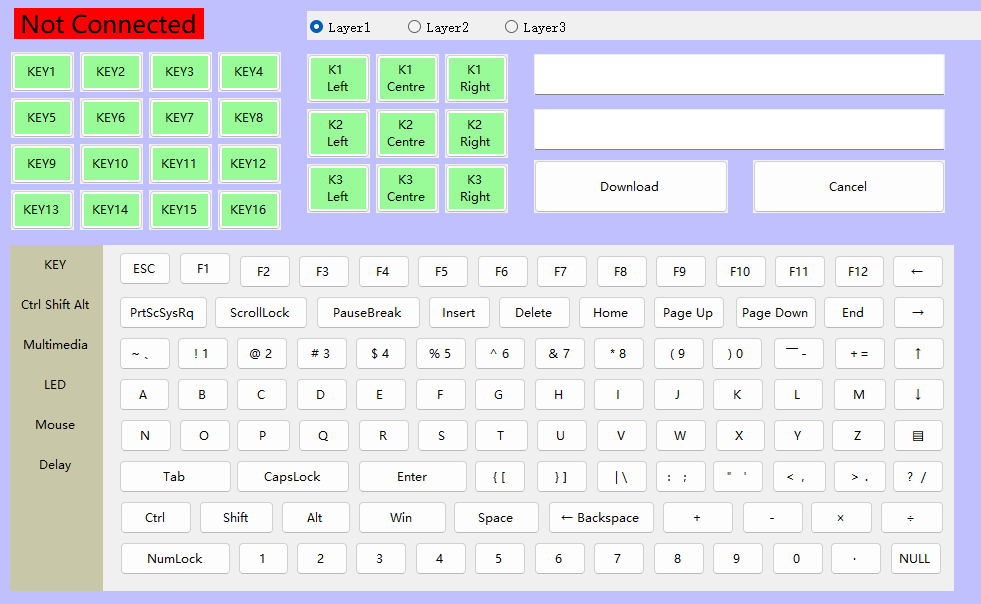 Not Connected
Layer1 Layer2 Layer3
KEY1 KEY2 KEY3 KEY4
KEY5 KEY6 KEY7 KEY8
KEY9 KEY10 KEY11 KEY12
KEY13 KEY14 KEY15 KEY16
K1 Left K1 Centre K1 Right
K2 Left K2 Centre K2 Right
K3 Left K3 Centre K3 Right
Download Cancel
KEY
Ctrl Shift Alt
Multimedia
LED
Mouse
Delay
ESC F1 F2 F3 F4 F5 F6 F7 F8 F9 F10 F11 F12 ←
PrtScSysRq ScrollLock PauseBreak Insert Delete Home Page Up Page Down End →
~ 、 ! 1 @ 2 # 3 $ 4 % 5 ^ 6 & 7 * 8 ( 9 ) 0 — - + = ↑
A B C D E F G H I J K L M ↓
N O P Q R S T U V W X Y Z ▤
Tab CapsLock Enter { [ } ] | \ : ; " ' < , > . ? /
Ctrl Shift Alt Win Space ← Backspace + - × ÷
NumLock 1 2 3 4 5 6 7 8 9 0 · NULL